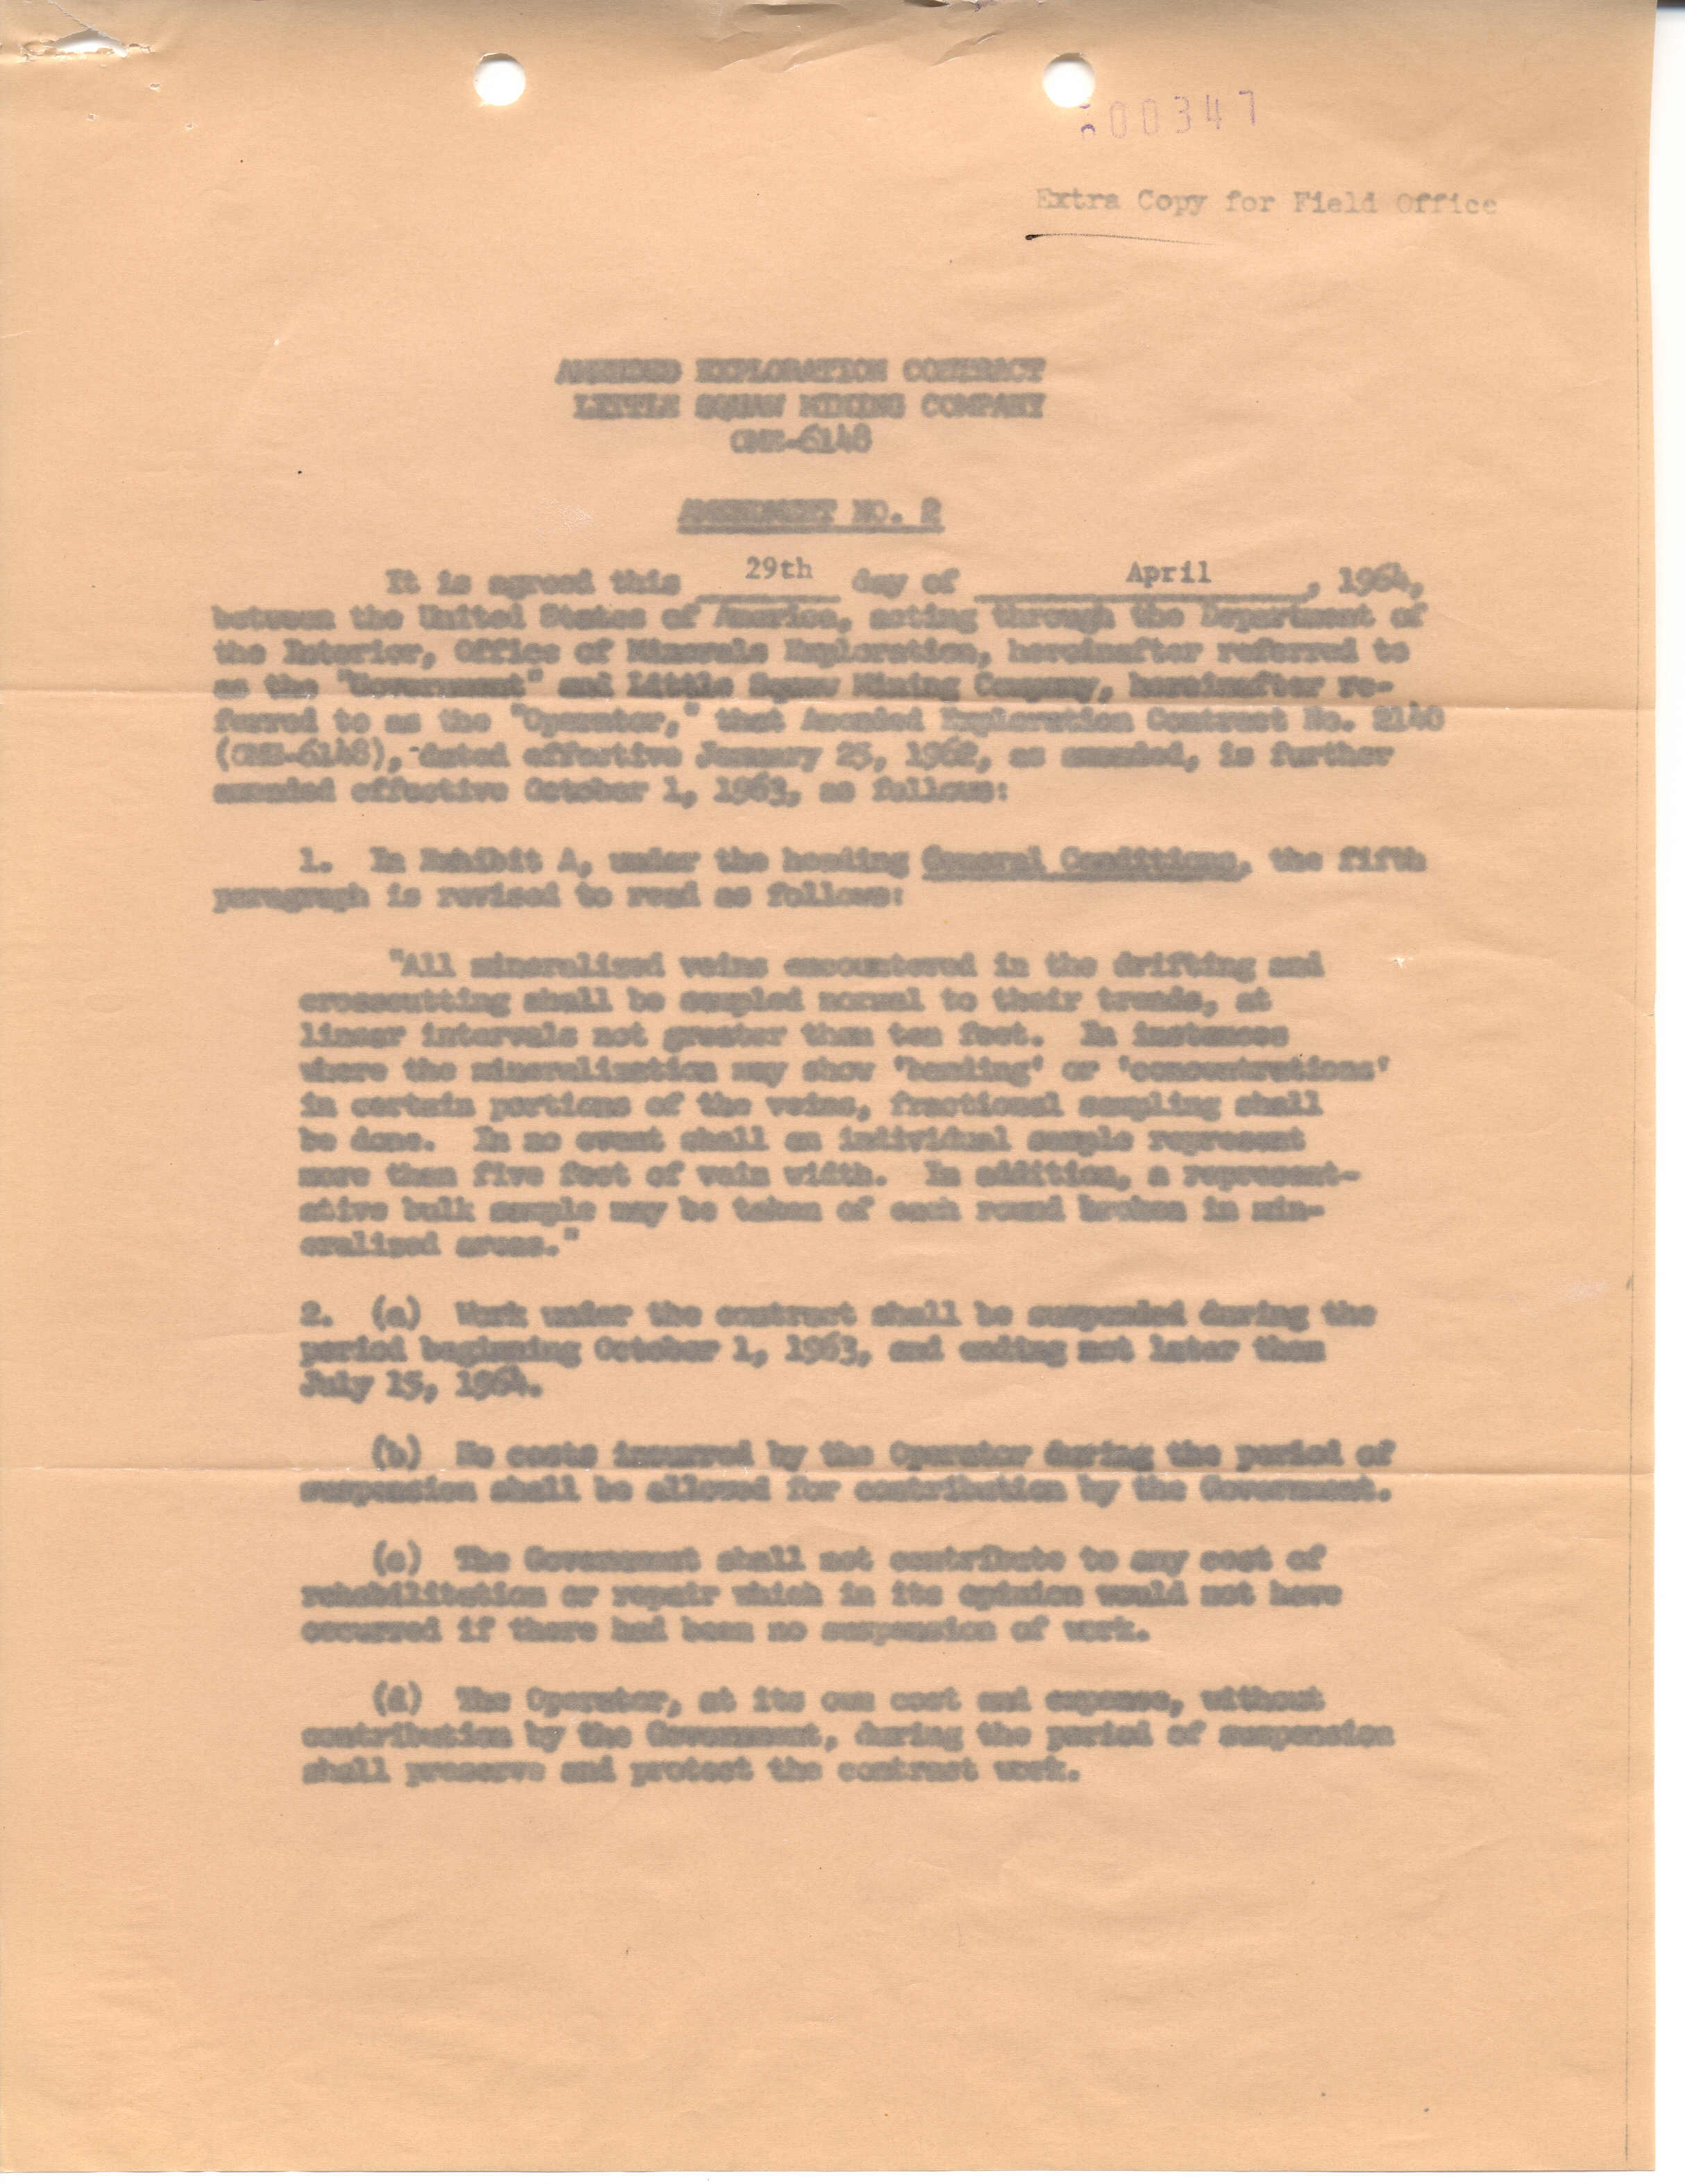 00347
Extra Copy for Field Office
AMENDED EXPLORATION CONTRACT
LITTLE SQUAW MINING COMPANY
OME-6148
AMENDMENT NO. 2
It is agreed this 29th day of April, 1964,
between the United States of America, acting through the Department of
the Interior, Office of Minerals Exploration, hereinafter referred to
as the "Government" and Little Squaw Mining Company, hereinafter re-
ferred to as the "Operator," that Amended Exploration Contract No.
(OME-6148), dated effective January 25, 1962, as amended, is further
amended effective October 1, 1963, as follows:
1. In Exhibit A, under the heading General Conditions, the fifth
paragraph is revised to read as follows:
"All mineralized veins encountered in the drifting and
crosscutting shall be sampled normal to their trends, at
linear intervals not greater than ten feet. In instances
where the mineralization may show 'banding' or 'concentrations'
in certain portions of the veins, fractional sampling shall
be done. In no event shall an individual sample represent
more than five feet of vein width. In addition, a represent-
ative bulk sample may be taken of each round broken in min-
eralized areas."
2. (a) Work under the contract shall be suspended during the
period beginning October 1, 1963, and ending not later than
July 15, 1964.
(b) No costs incurred by the Operator during the period of
suspension shall be allowed for contribution by the Government.
(c) The Government shall not contribute to any cost of
rehabilitation or repair which in its opinion would not have
occurred if there had been no suspension of work.
(d) The Operator, at its own cost and expense, without
contribution by the Government, during the period of suspension
shall preserve and protect the contract work.